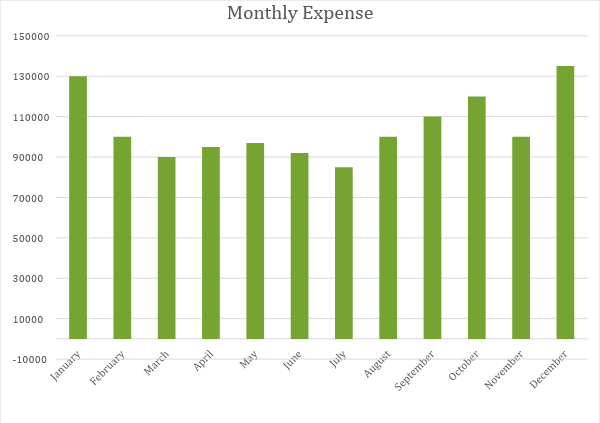 Monthly Expense
150000
130000
110000
90000
70000
50000
30000
10000
-10000
January
February
March
April
May
June
July
August
September
October
November
December